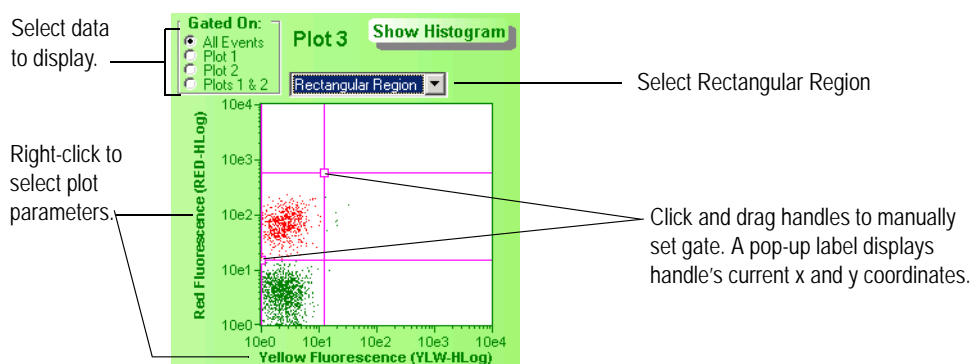 Select data
to display.
Gated On:
All Events
Plot 1
Plot 2
Plots 1 & 2
Plot 3
Show Histogram
Rectangular Region
Select Rectangular Region
Right-click to
select plot
parameters.
Red Fluorescence (RED-HLog)
10e4
10e3
10e2
10e1
10e0
10e0 10e1 10e2 10e3 10e4
Yellow Fluorescence (YLW-HLog)
Click and drag handles to manually
set gate. A pop-up label displays
handle's current x and y coordinates.